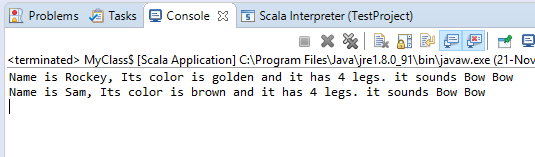 Problems Tasks Console Scala Interpreter (TestProject)
<terminated> MyClass$ [Scala Application] C:\Program Files\Java\jre1.8.0_91\bin\javaw.exe (21-Nov
Name is Rockey, Its color is golden and it has 4 legs. it sounds Bow Bow
Name is Sam, Its color is brown and it has 4 legs. it sounds Bow Bow